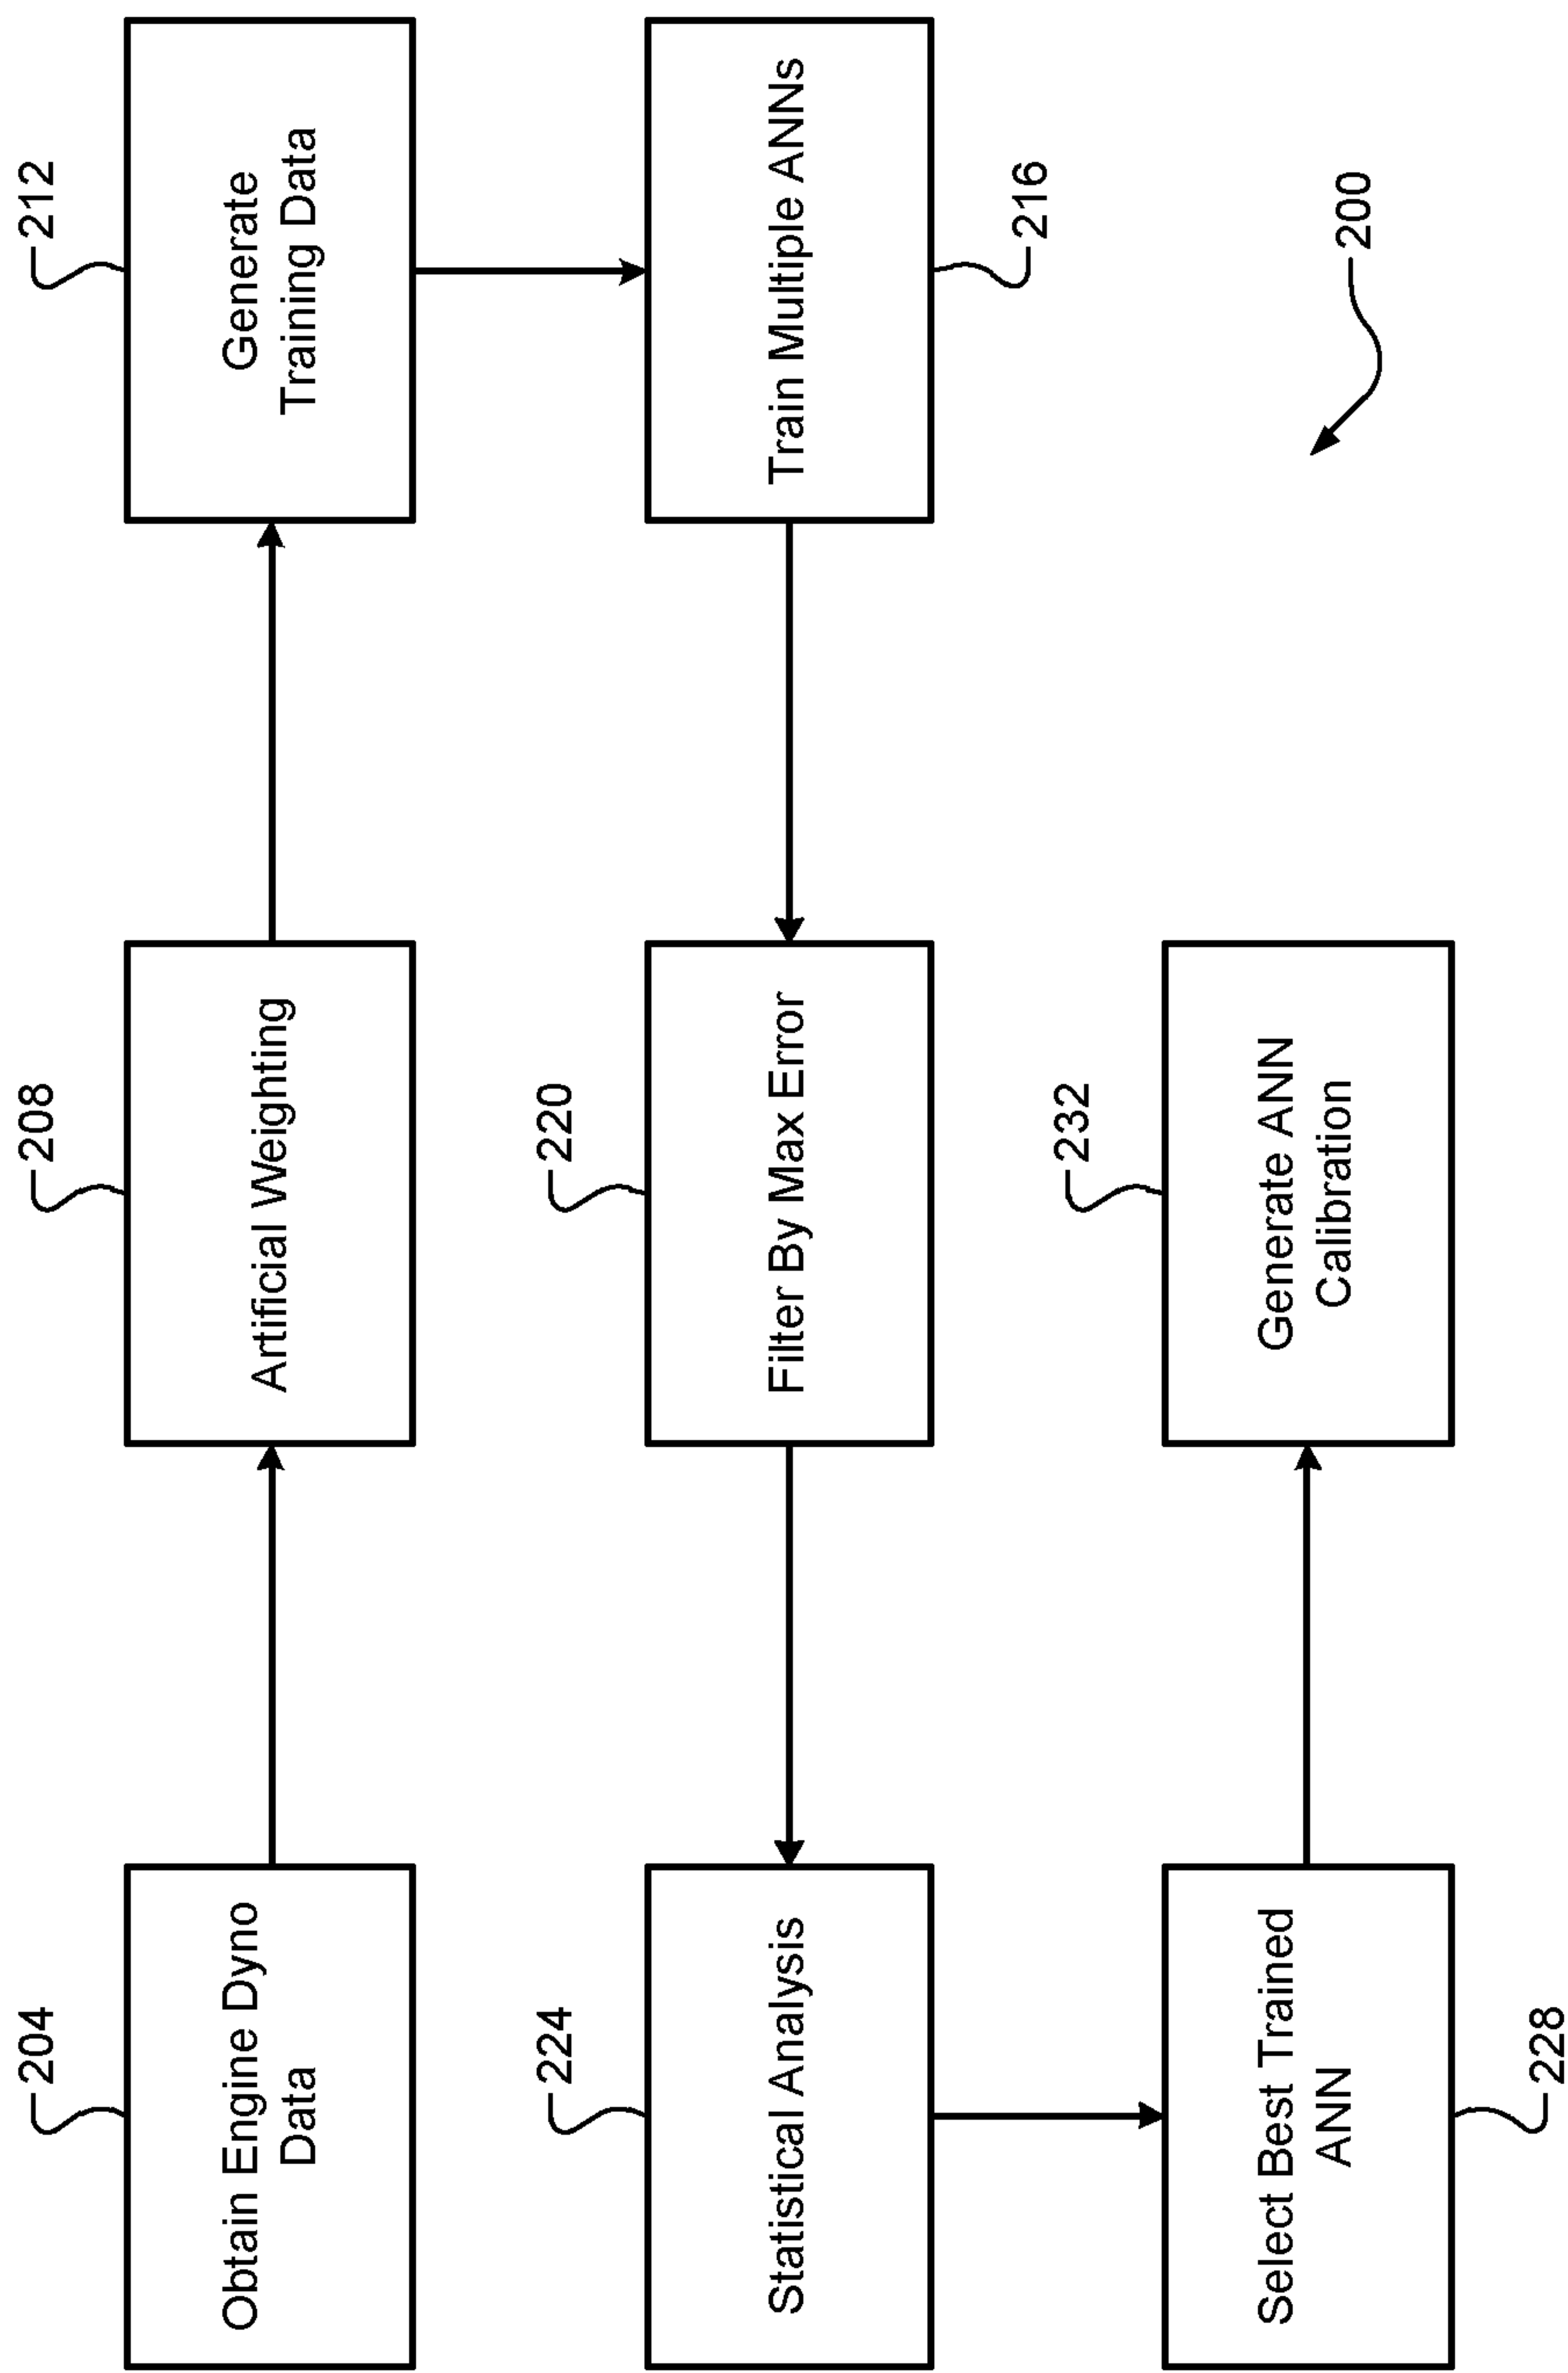 204
Obtain Engine Dyno
Data
208
Artificial Weighting
212
Generate
Training Data
216
Train Multiple ANNs
220
Filter By Max Error
224
Statistical Analysis
228
Select Best Trained
ANN
232
Generate ANN
Calibration
200